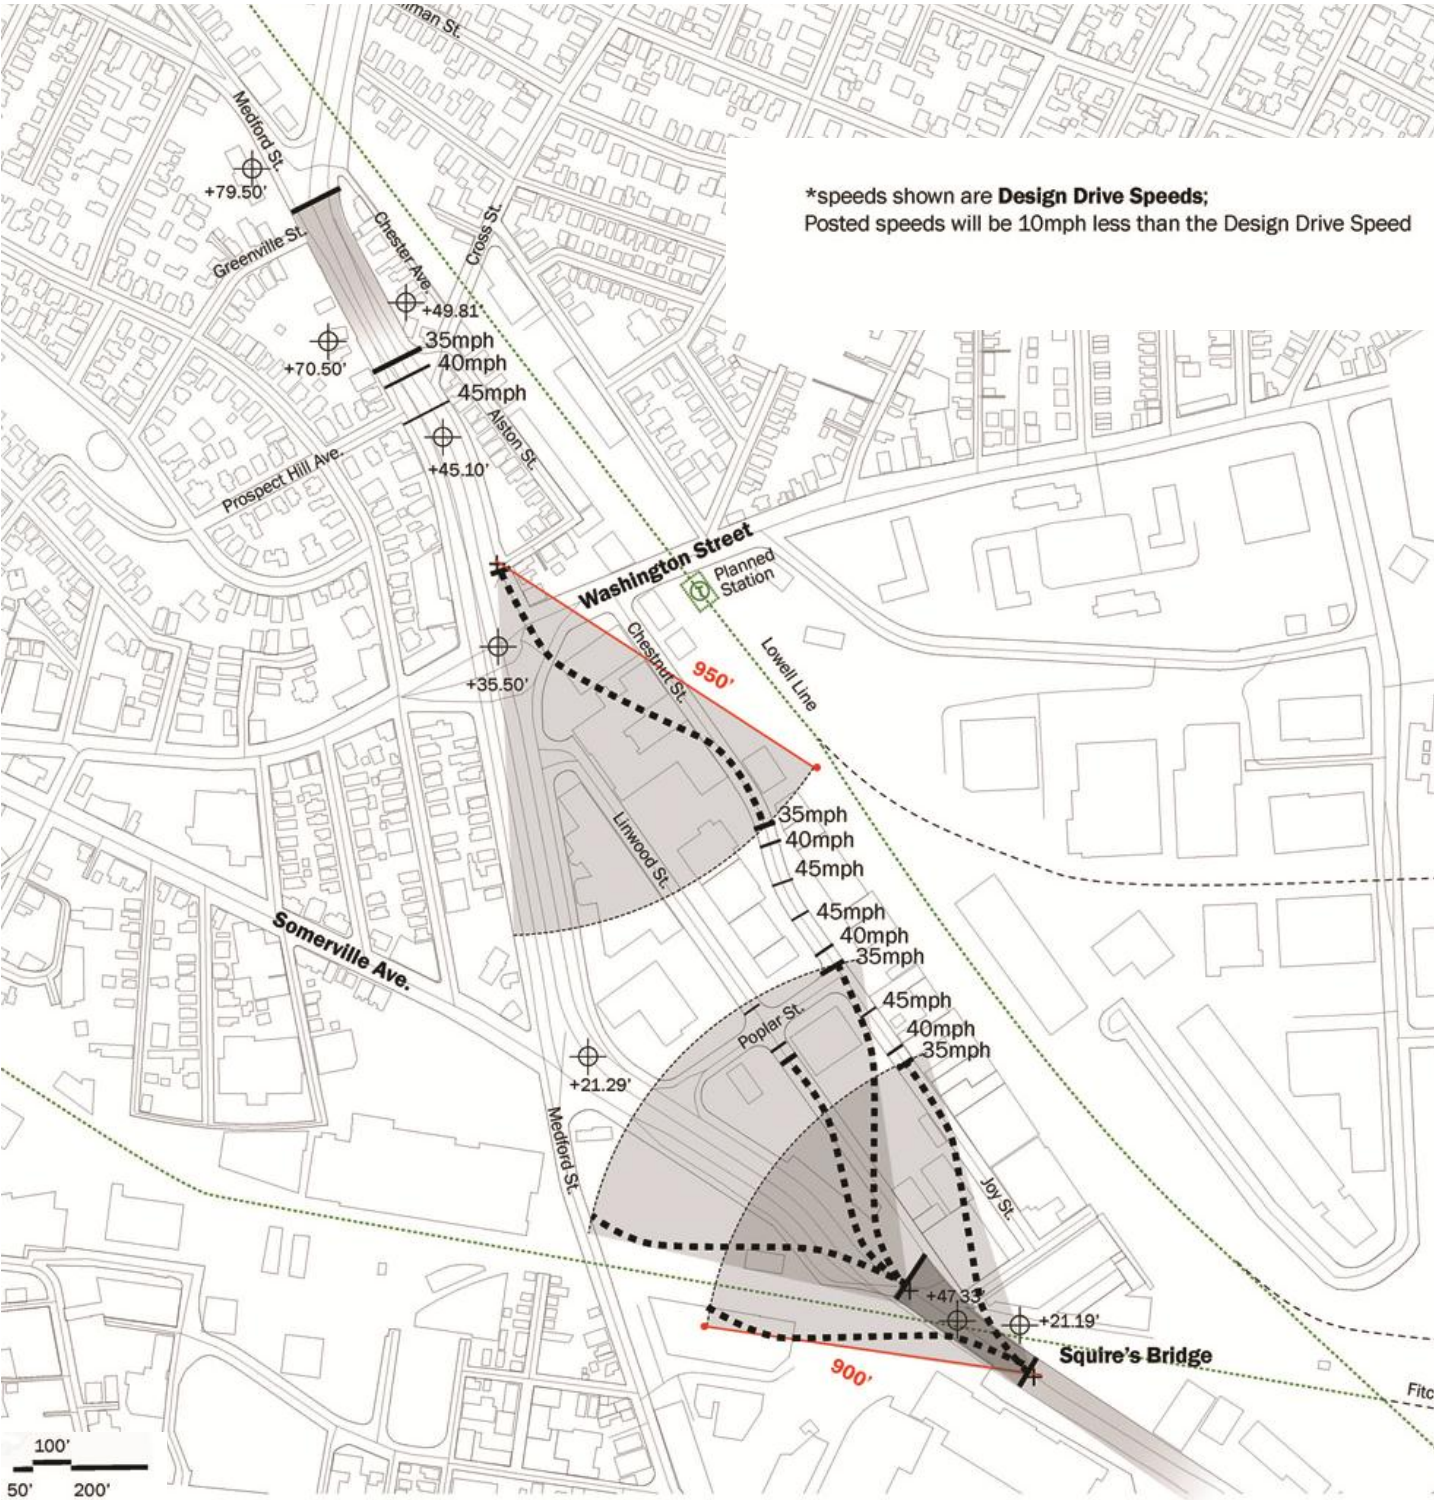 Medford St.
+79.50'
*speeds shown are Design Drive Speeds;
Posted speeds will be 10mph less than the Design Drive Speed
Greenville St.
Chester Ave.
Cross St.
+49.81'
+70.50'
35mph
40mph
45mph
Alston St.
+45.10'
Prospect Hill Ave.
Washington Street
Planned
Station
T
Chestnut St.
Lowell Line
+35.50'
950'
35mph
40mph
45mph
Linwood St.
45mph
40mph
35mph
Somerville Ave.
45mph
40mph
35mph
Poplar St.
+21.29'
Medford St.
Joy St.
+47.33'
+21.19'
Squire's Bridge
900'
Fitc
100'
50'
200'